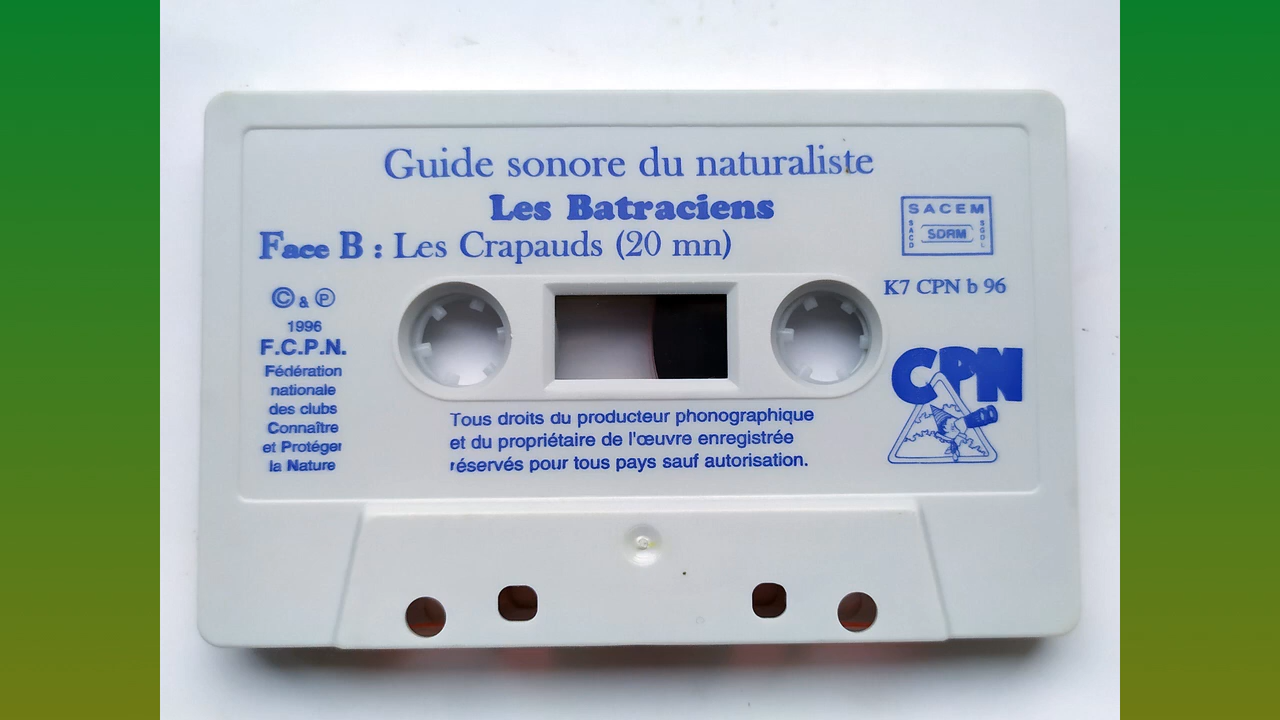 Guide sonore du naturaliste
Les Batraciens
Face B : Les Crapauds (20 mn)
SACEM
SACD
SDRM
SGDL
K7 CPN b 96
© & ℗
1996
F.C.P.N.
Fédération
nationale
des clubs
Connaître
et Protéger
la Nature
CPN
Tous droits du producteur phonographique
et du propriétaire de l'œuvre enregistrée
réservés pour tous pays sauf autorisation.